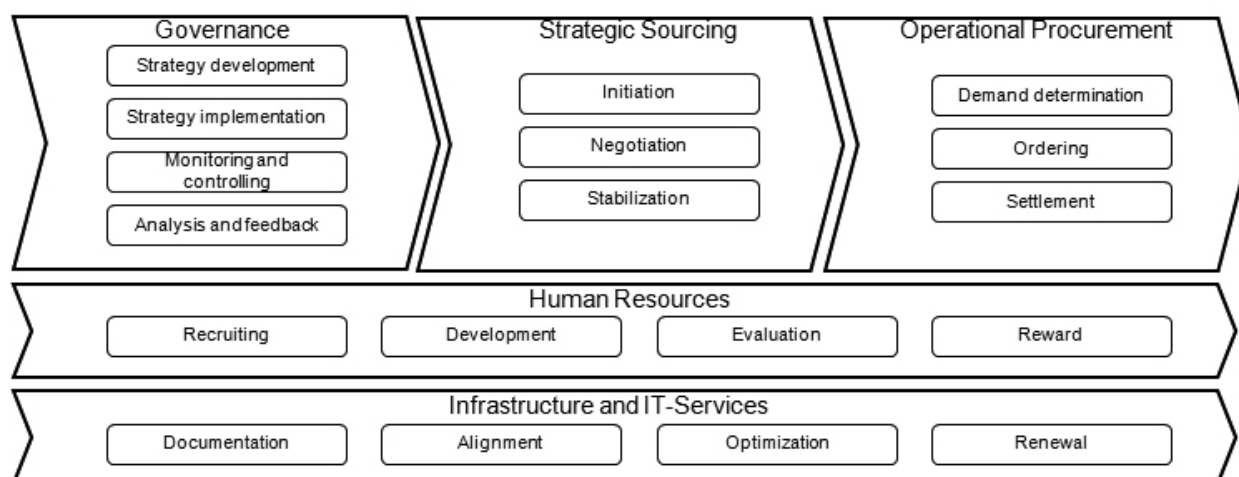 Governance
Strategy development
Strategy implementation
Monitoring and
controlling
Analysis and feedback
Strategic Sourcing
Initiation
Negotiation
Stabilization
Operational Procurement
Demand determination
Ordering
Settlement
Human Resources
Recruiting
Development
Evaluation
Reward
Infrastructure and IT-Services
Documentation
Alignment
Optimization
Renewal